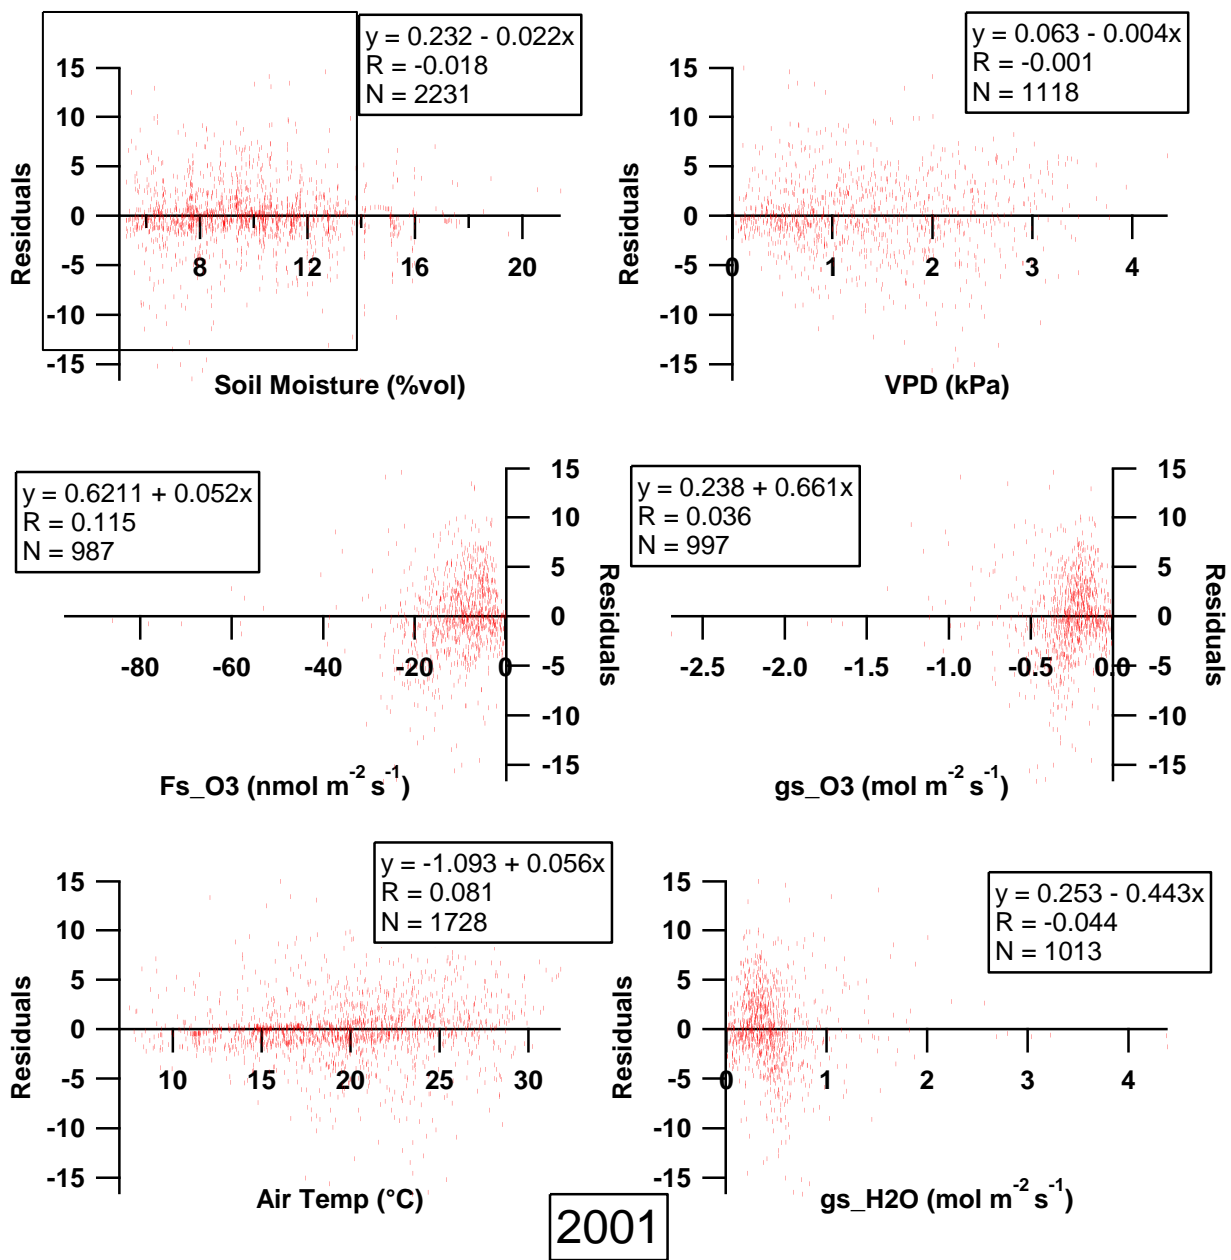 y = 0.232 - 0.022x
R = -0.018
N = 2231
15
10
5
0
-5
-10
-15
Residuals
8
12
16
20
Soil Moisture (%vol)
y = 0.063 - 0.004x
R = -0.001
N = 1118
15
10
5
0
-5
-10
-15
Residuals
0
1
2
3
4
VPD (kPa)
y = 0.6211 + 0.052x
R = 0.115
N = 987
15
10
5
0
-5
-10
-15
Residuals
-80
-60
-40
-20
0
Fs_O3 (nmol m⁻² s⁻¹)
y = 0.238 + 0.661x
R = 0.036
N = 997
15
10
5
0
-5
-10
-15
Residuals
-2.5
-2.0
-1.5
-1.0
-0.5
0.0
gs_O3 (mol m⁻² s⁻¹)
y = -1.093 + 0.056x
R = 0.081
N = 1728
15
10
5
0
-5
-10
-15
Residuals
10
15
20
25
30
Air Temp (°C)
y = 0.253 - 0.443x
R = -0.044
N = 1013
15
10
5
0
-5
-10
-15
Residuals
0
1
2
3
4
gs_H2O (mol m⁻² s⁻¹)
2001